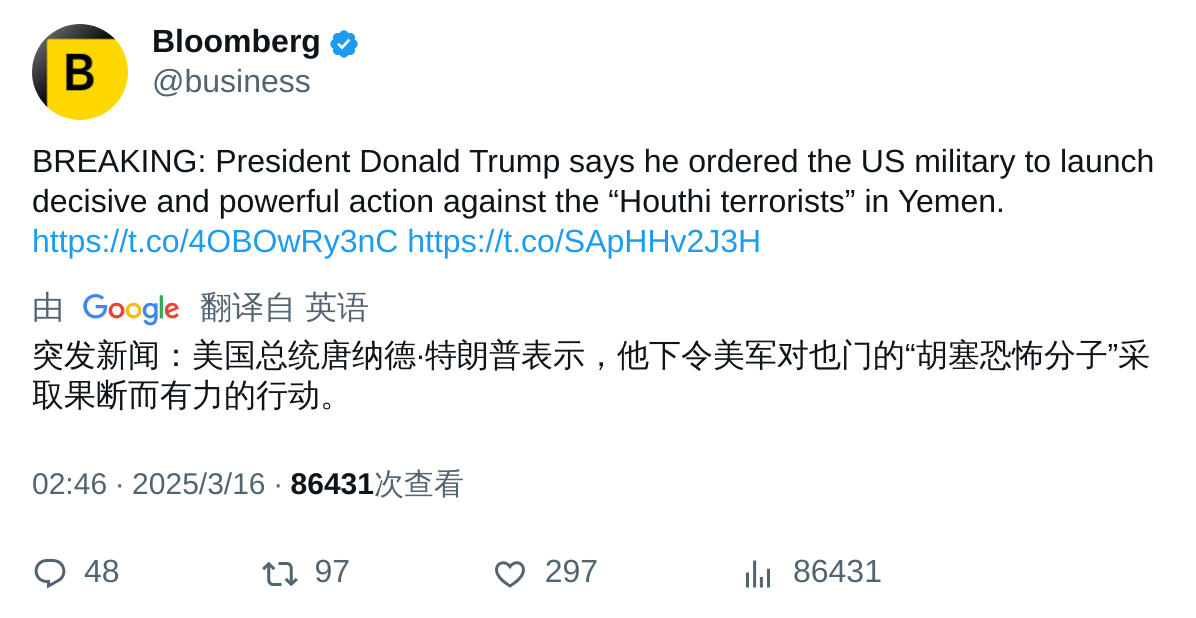 B
Bloomberg
@business
BREAKING: President Donald Trump says he ordered the US military to launch
decisive and powerful action against the “Houthi terrorists” in Yemen.
https://t.co/4OBOwRy3nC https://t.co/SApHHv2J3H
由 Google 翻译自 英语
突发新闻：美国总统唐纳德·特朗普表示，他下令美军对也门的“胡塞恐怖分子”采
取果断而有力的行动。
02:46 · 2025/3/16 · 86431次查看
48 97 297 86431